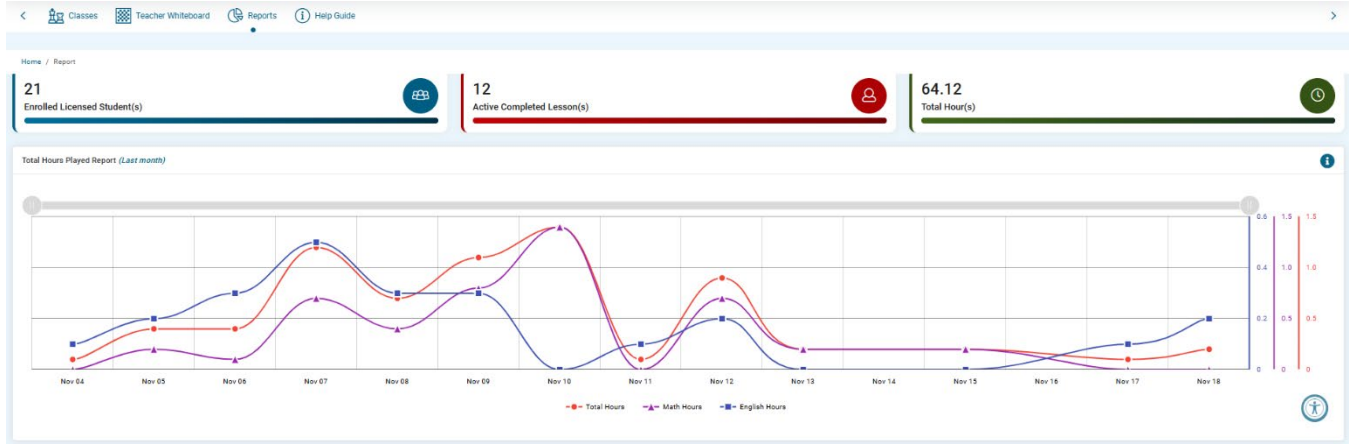 Classes Teacher Whiteboard Reports Help Guide
Home / Report
21
Enrolled Licensed Student(s)
12
Active Completed Lesson(s)
64.12
Total Hour(s)
Total Hours Played Report (Last month)
0.6 1.5 1.5
0.4 1.0 1.0
0.2 0.5 0.5
0 0 0
Nov 04 Nov 05 Nov 06 Nov 07 Nov 08 Nov 09 Nov 10 Nov 11 Nov 12 Nov 13 Nov 14 Nov 15 Nov 16 Nov 17 Nov 18
Total Hours Math Hours English Hours